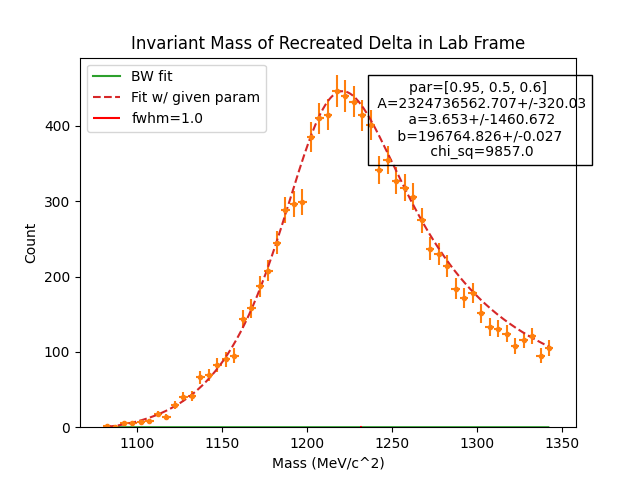 Invariant Mass of Recreated Delta in Lab Frame
BW fit
Fit w/ given param
fwhm=1.0
par=[0.95, 0.5, 0.6]
A=2324736562.707+/-320.03
a=3.653+/-1460.672
b=196764.826+/-0.027
chi_sq=9857.0
Count
400
300
200
100
0
1100 1150 1200 1250 1300 1350
Mass (MeV/c^2)